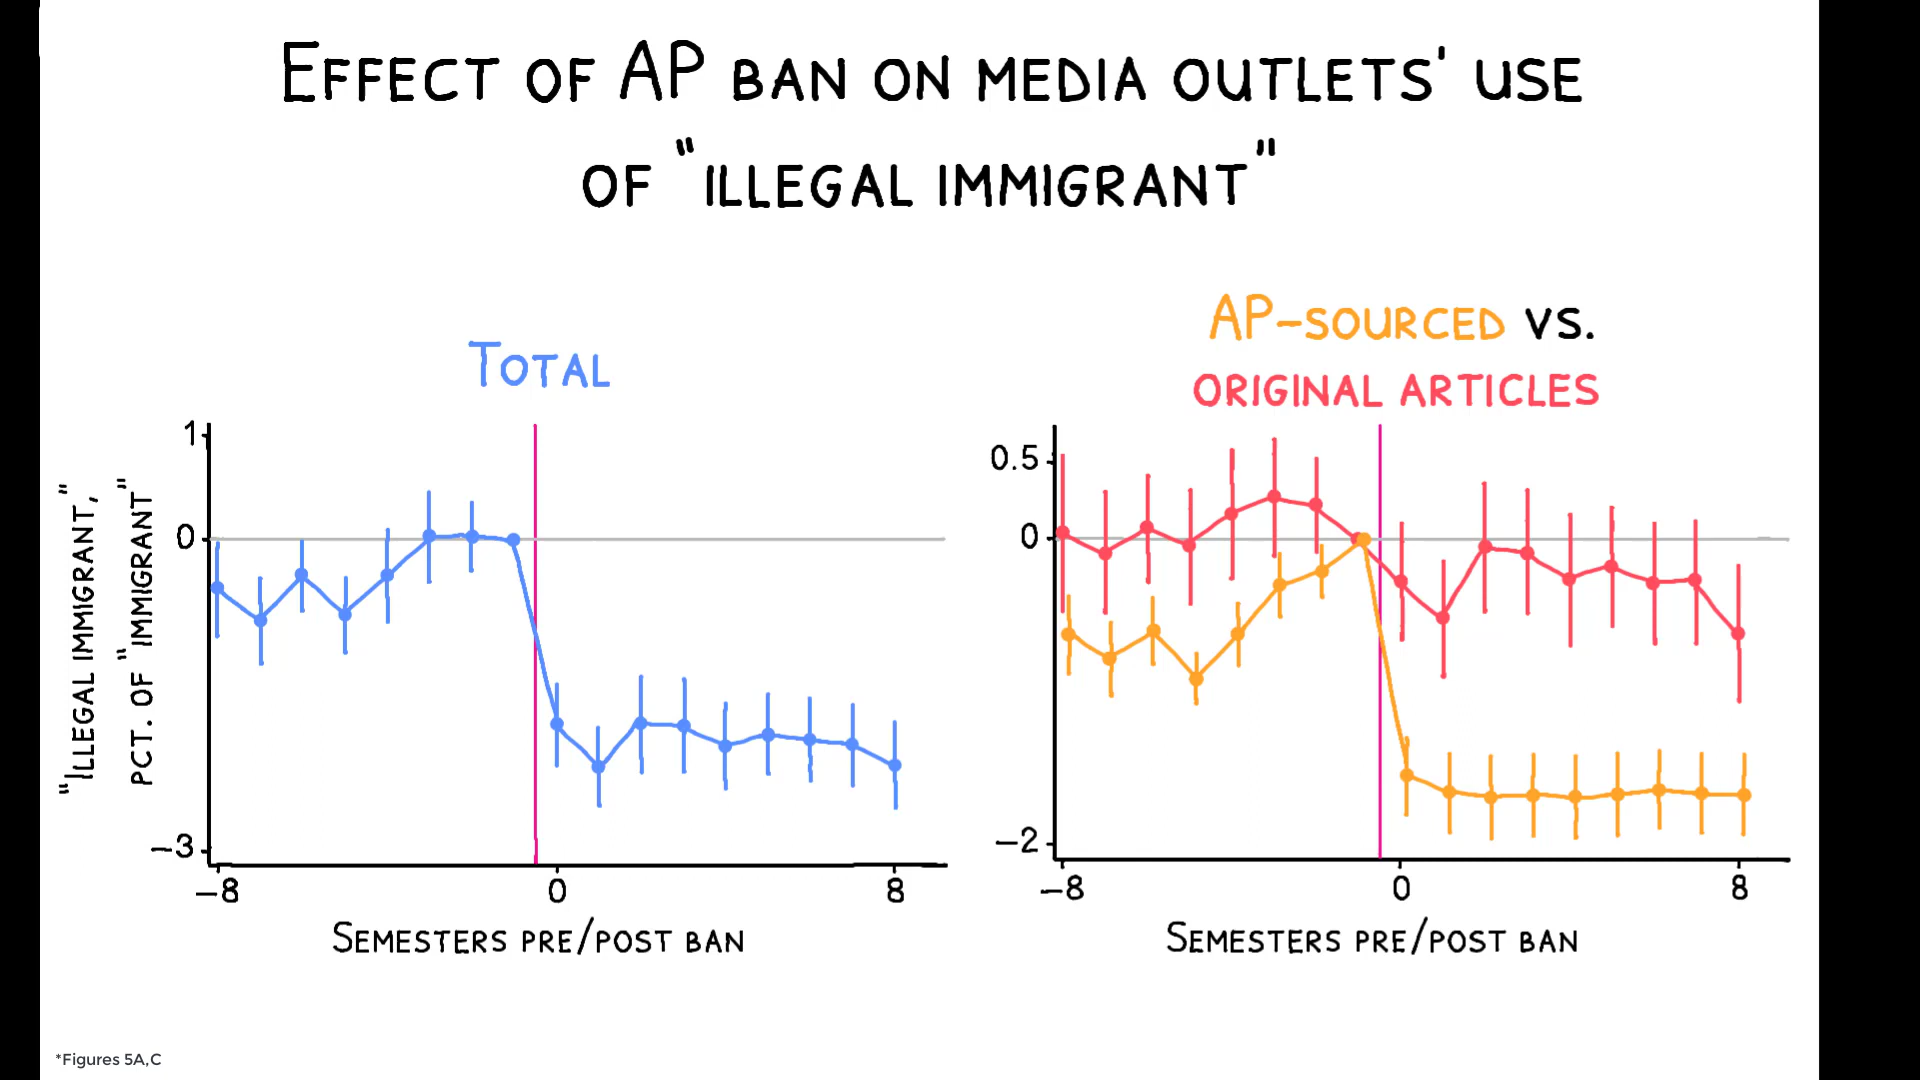 EFFECT OF AP BAN ON MEDIA OUTLETS' USE
OF "ILLEGAL IMMIGRANT"
TOTAL
"ILLEGAL IMMIGRANT,"
PCT. OF "IMMIGRANT"
1
0
-3
-8
0
8
SEMESTERS PRE/POST BAN
AP-SOURCED VS.
ORIGINAL ARTICLES
0.5
0
-2
-8
0
8
SEMESTERS PRE/POST BAN
*Figures 5A,C